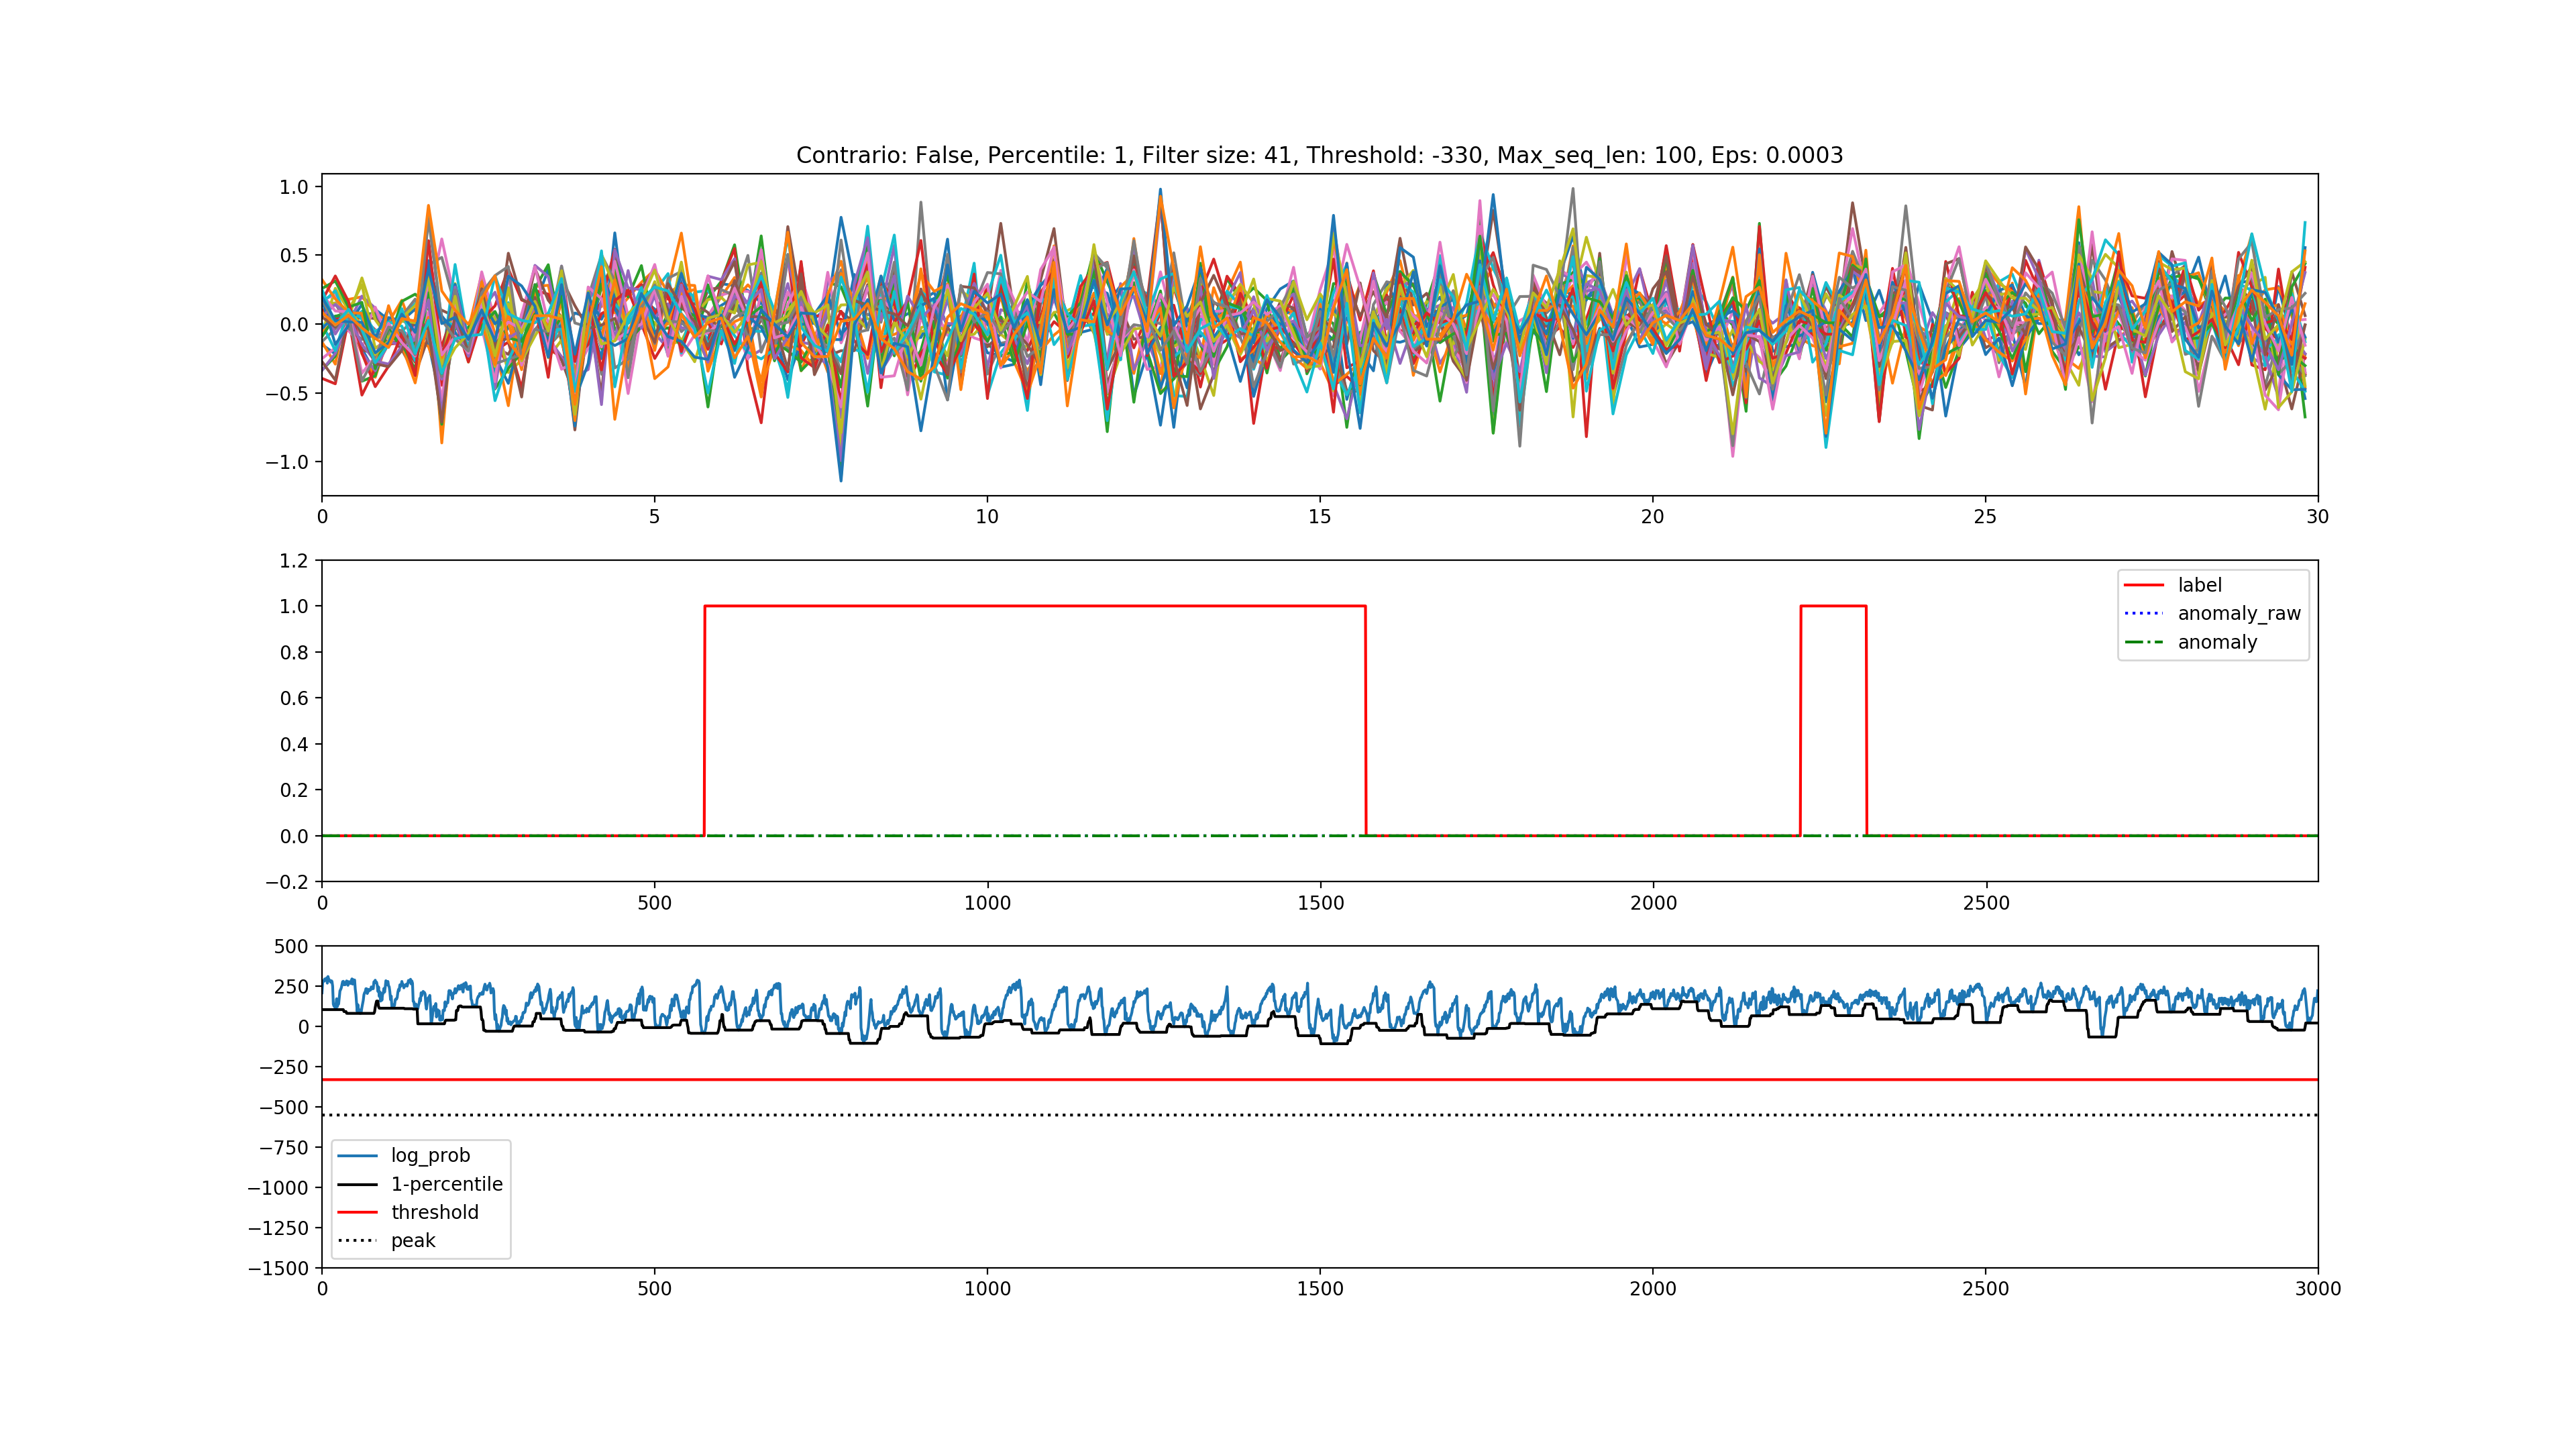 Contrario: False, Percentile: 1, Filter size: 41, Threshold: -330, Max_seq_len: 100, Eps: 0.0003
1.0
0.5
0.0
−0.5
−1.0
0 5 10 15 20 25 30
1.2
1.0
0.8
0.6
0.4
0.2
0.0
−0.2
label
anomaly_raw
anomaly
0 500 1000 1500 2000 2500
500
250
0
−250
−500
−750
−1000
−1250
−1500
log_prob
1-percentile
threshold
peak
0 500 1000 1500 2000 2500 3000